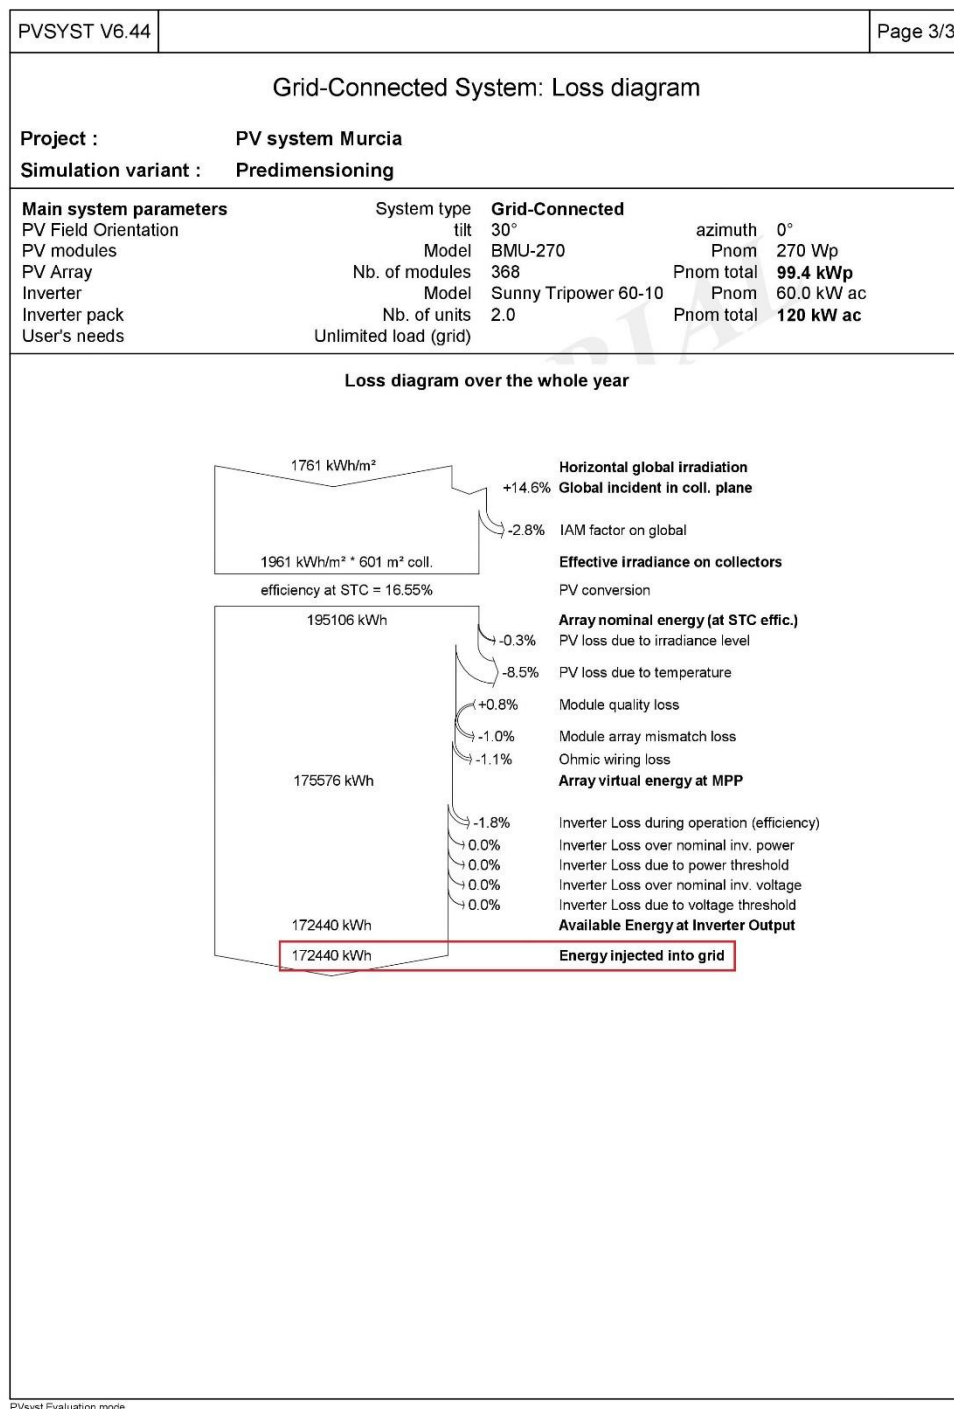 PVSYST V6.44 Page 3/3
Grid-Connected System: Loss diagram
Project : PV system Murcia
Simulation variant : Predimensioning
Main system parameters System type Grid-Connected
PV Field Orientation tilt 30° azimuth 0°
PV modules Model BMU-270 Pnom 270 Wp
PV Array Nb. of modules 368 Pnom total 99.4 kWp
Inverter Model Sunny Tripower 60-10 Pnom 60.0 kW ac
Inverter pack Nb. of units 2.0 Pnom total 120 kW ac
User's needs Unlimited load (grid)
Loss diagram over the whole year
1761 kWh/m² Horizontal global irradiation
+14.6% Global incident in coll. plane
-2.8% IAM factor on global
1961 kWh/m² * 601 m² coll. Effective irradiance on collectors
efficiency at STC = 16.55% PV conversion
195106 kWh Array nominal energy (at STC effic.)
-0.3% PV loss due to irradiance level
-8.5% PV loss due to temperature
+0.8% Module quality loss
-1.0% Module array mismatch loss
-1.1% Ohmic wiring loss
175576 kWh Array virtual energy at MPP
-1.8% Inverter Loss during operation (efficiency)
0.0% Inverter Loss over nominal inv. power
0.0% Inverter Loss due to power threshold
0.0% Inverter Loss over nominal inv. voltage
0.0% Inverter Loss due to voltage threshold
172440 kWh Available Energy at Inverter Output
172440 kWh Energy injected into grid
PVsyst Evaluation mode